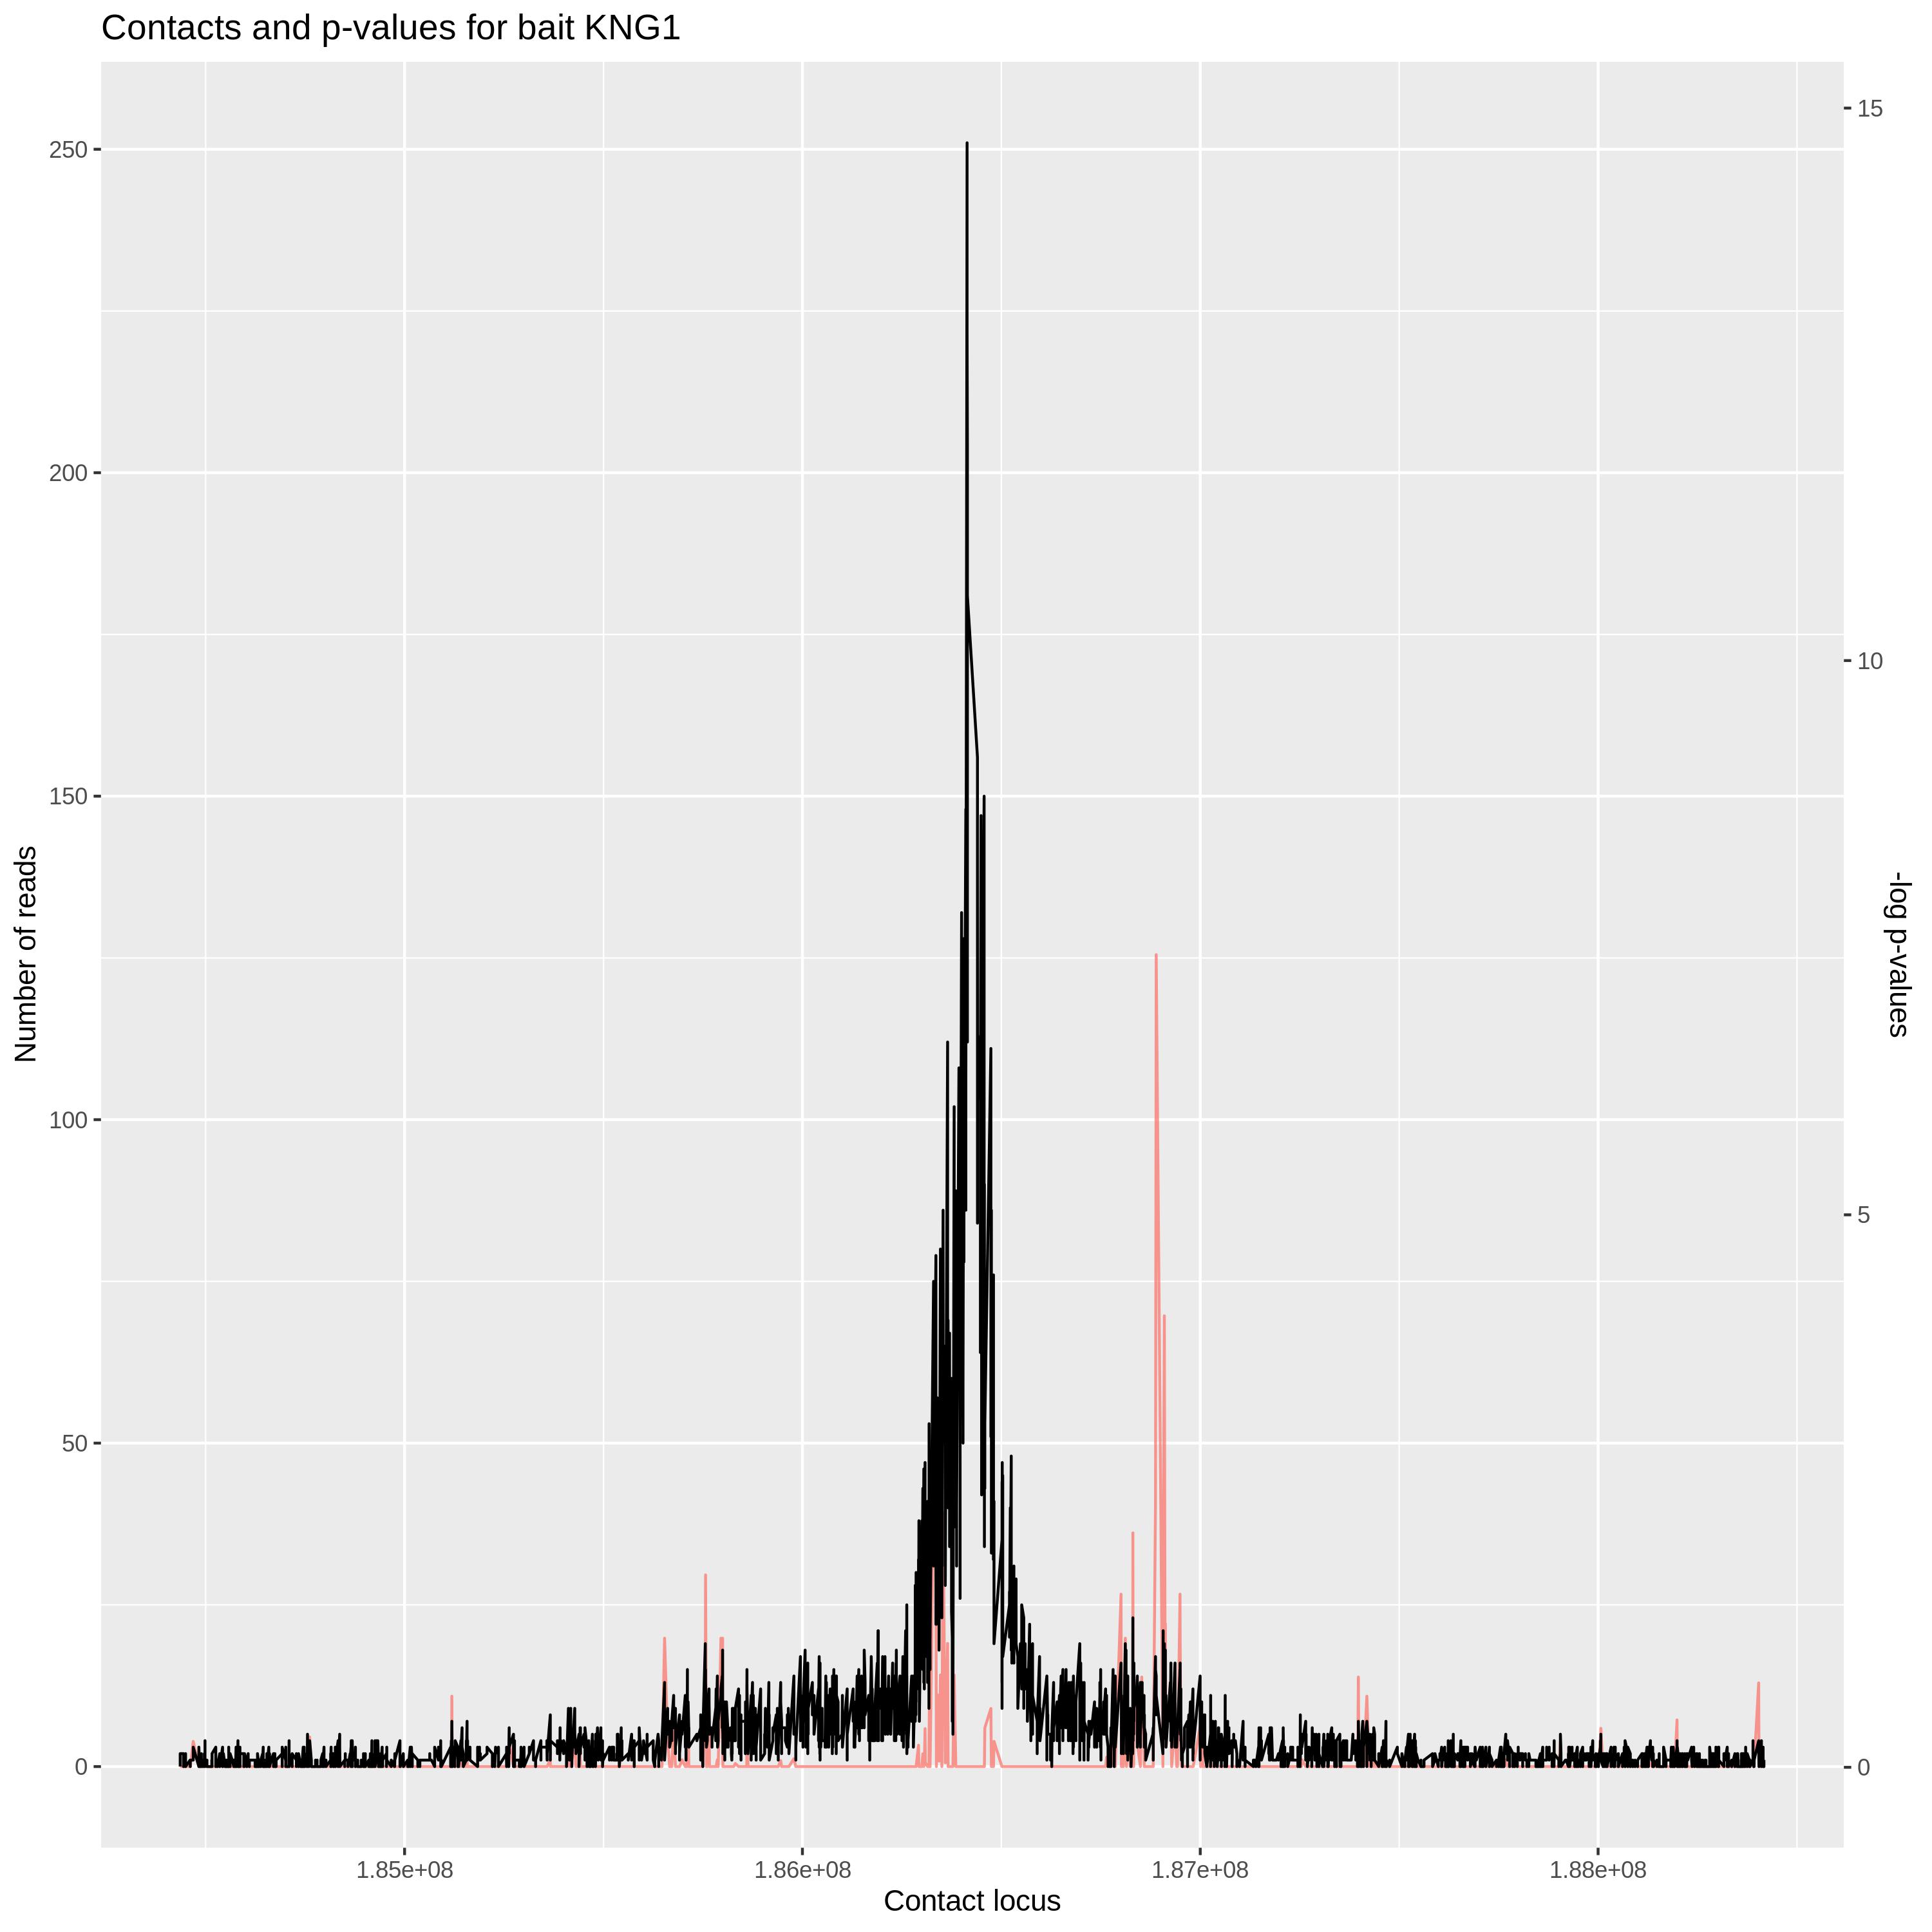 Contacts and p-values for bait KNG1
250
200
150
100
50
0
Number of reads
15
10
5
0
-log p-values
1.85e+08
1.86e+08
1.87e+08
1.88e+08
Contact locus